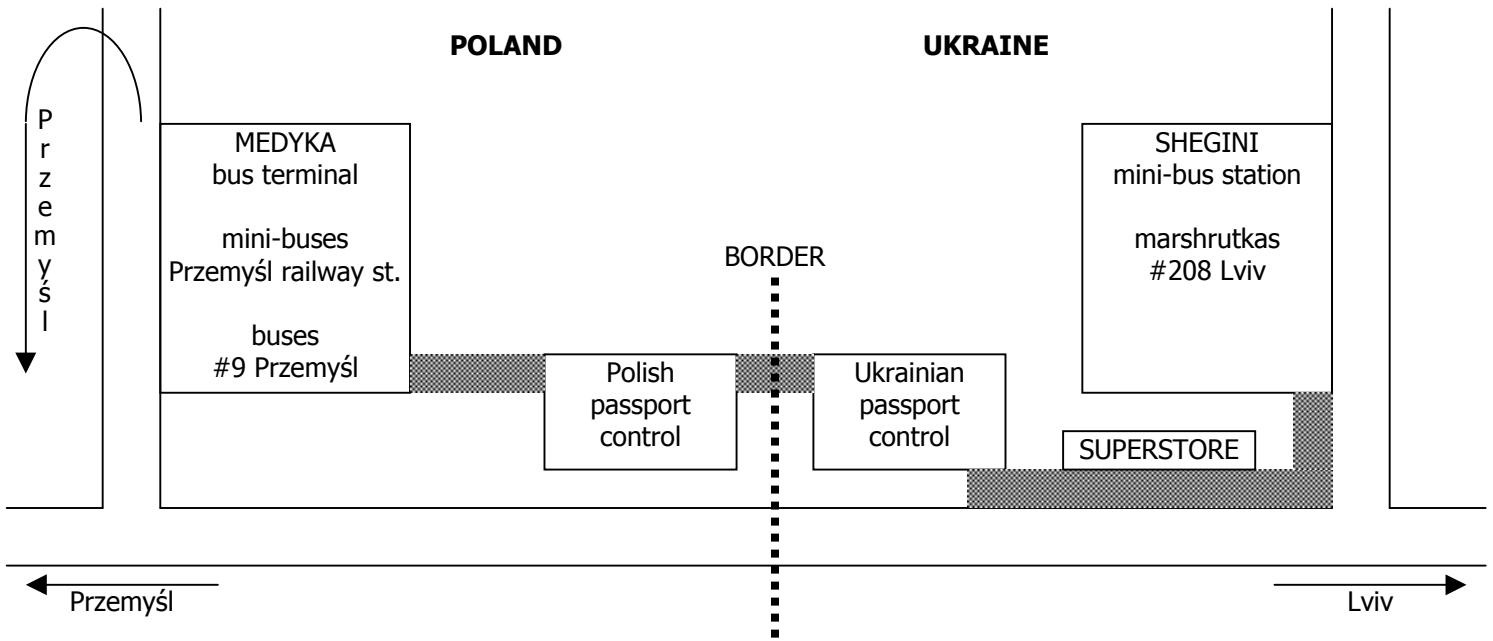 POLAND
UKRAINE
Przemyśl
MEDYKA
bus terminal
mini-buses
Przemyśl railway st.
buses
#9 Przemyśl
Polish
passport
control
BORDER
Ukrainian
passport
control
SHEGINI
mini-bus station
marshrutkas
#208 Lviv
SUPERSTORE
Przemyśl
Lviv